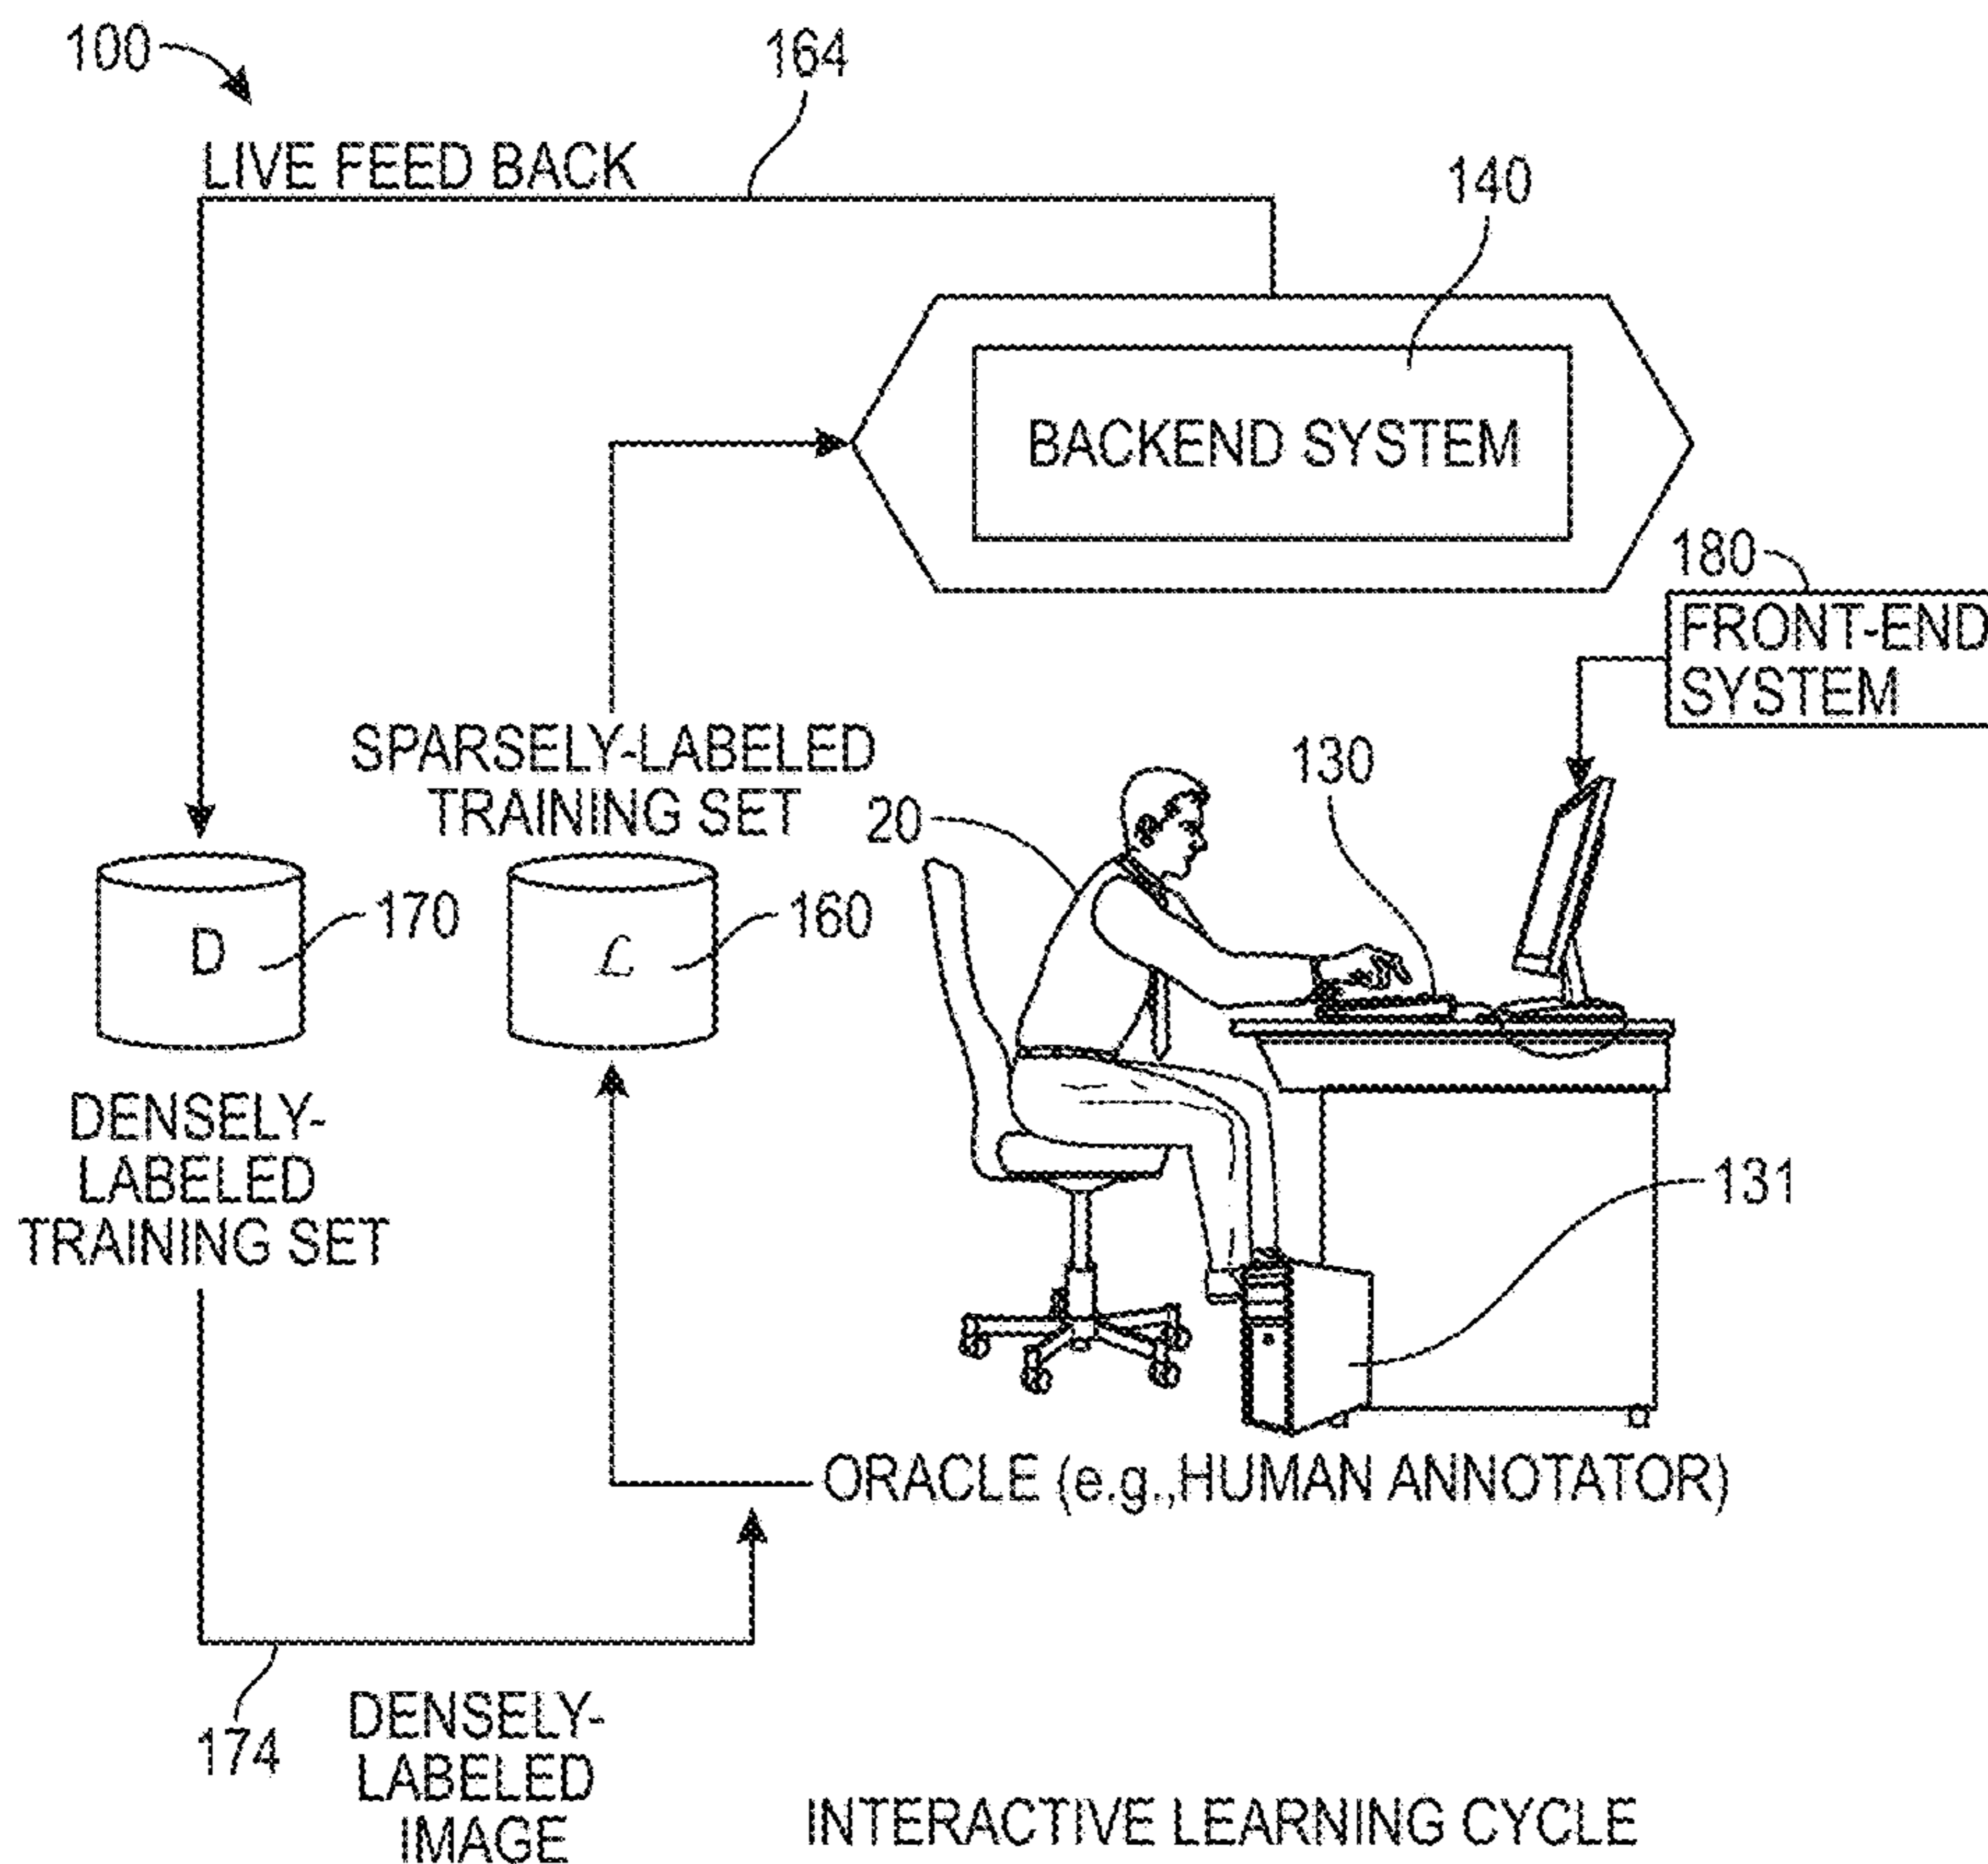 100
164
LIVE FEED BACK
140
BACKEND SYSTEM
180
FRONT-END
SYSTEM
SPARSELY-LABELED
TRAINING SET
130
20
D
170
ℒ
160
DENSELY-
LABELED
TRAINING SET
131
ORACLE (e.g.,HUMAN ANNOTATOR)
174
DENSELY-
LABELED
IMAGE
INTERACTIVE LEARNING CYCLE